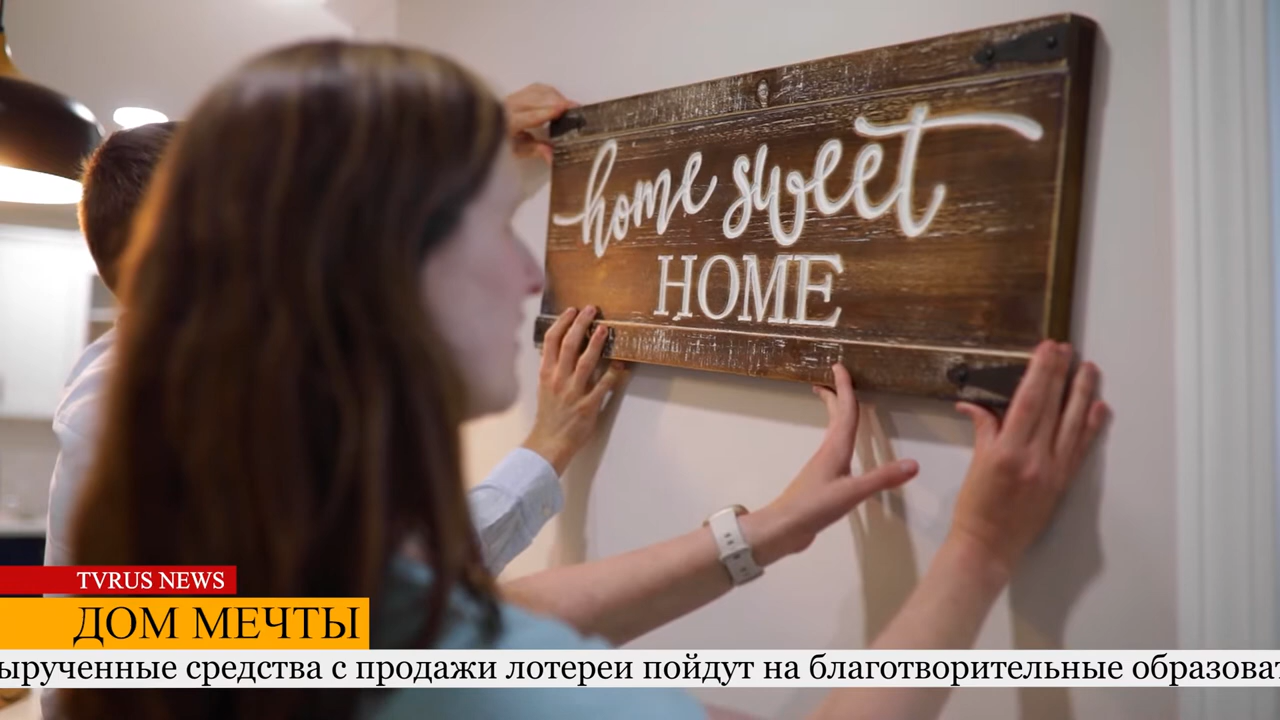 home sweet
HOME
TVRUS NEWS
ДОМ МЕЧТЫ
ырученные средства с продажи лотереи пойдут на благотворительные образоват